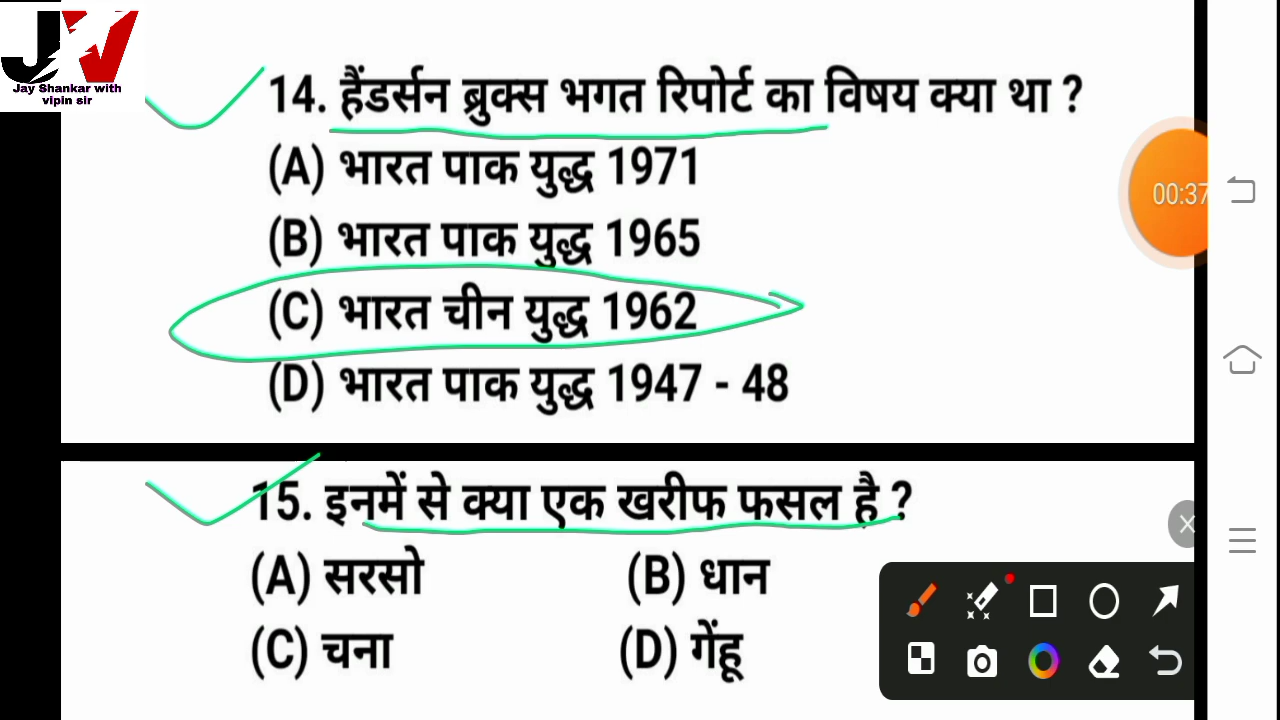 Jay Shankar with
vipin sir
14. हैंडर्सन ब्रुक्स भगत रिपोर्ट का विषय क्या था ?
(A) भारत पाक युद्ध 1971
(B) भारत पाक युद्ध 1965
(C) भारत चीन युद्ध 1962
(D) भारत पाक युद्ध 1947 - 48
00:37
15. इनमें से क्या एक खरीफ फसल है ?
(A) सरसो (B) धान
(C) चना (D) गेंहू